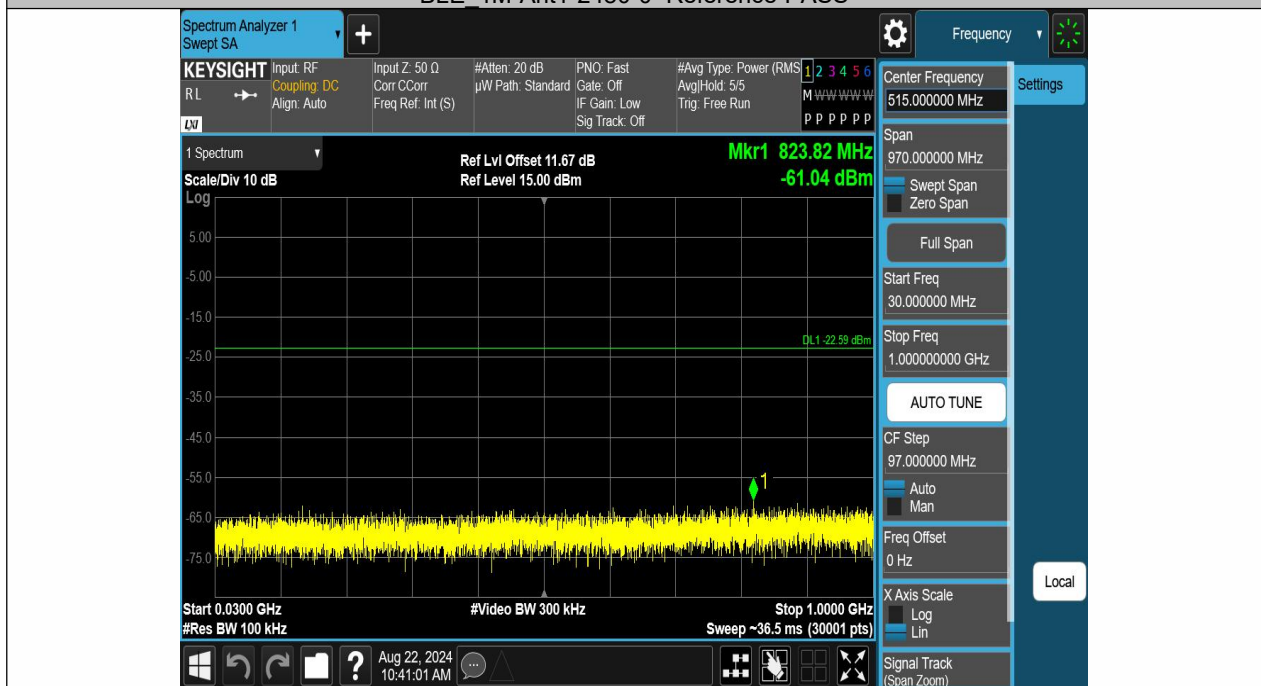 Spectrum Analyzer 1
Swept SA
Frequency
KEYSIGHT
RL
LXI
Input: RF
Coupling: DC
Align: Auto
Input Z: 50 Ω
Corr CCorr
Freq Ref: Int (S)
#Atten: 20 dB
µW Path: Standard
PNO: Fast
Gate: Off
IF Gain: Low
Sig Track: Off
#Avg Type: Power (RMS
Avg|Hold: 5/5
Trig: Free Run
1 2 3 4 5 6
M W W W W W
P P P P P P
1 Spectrum
Scale/Div 10 dB
Log
Ref Lvl Offset 11.67 dB
Ref Level 15.00 dBm
Mkr1 823.82 MHz
-61.04 dBm
5.00
-5.00
-15.0
DL1 -22.59 dBm
-25.0
-35.0
-45.0
-55.0
1
-65.0
-75.0
Start 0.0300 GHz
#Res BW 100 kHz
#Video BW 300 kHz
Stop 1.0000 GHz
Sweep ~36.5 ms (30001 pts)
Aug 22, 2024
10:41:01 AM
?
Center Frequency
515.000000 MHz
Settings
Span
970.000000 MHz
Swept Span
Zero Span
Full Span
Start Freq
30.000000 MHz
Stop Freq
1.000000000 GHz
AUTO TUNE
CF Step
97.000000 MHz
Auto
Man
Freq Offset
0 Hz
Local
X Axis Scale
Log
Lin
Signal Track
(Span Zoom)